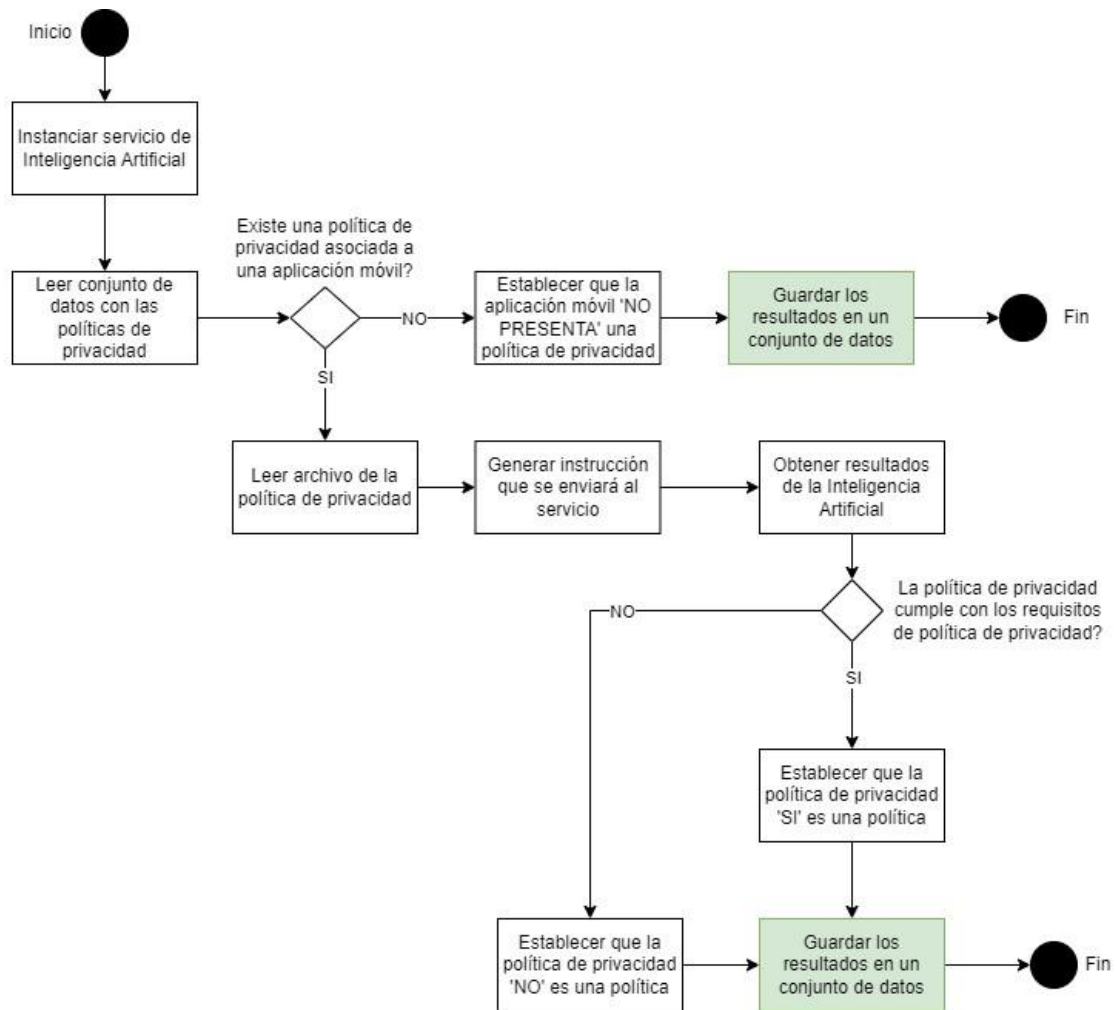 Inicio
Instanciar servicio de
Inteligencia Artificial
Existe una política de
privacidad asociada a
una aplicación móvil?
Leer conjunto de
datos con las
políticas de
privacidad
NO
Establecer que la
aplicación móvil 'NO
PRESENTA' una
política de privacidad
Guardar los
resultados en un
conjunto de datos
Fin
SI
Leer archivo de la
política de privacidad
Generar instrucción
que se enviará al
servicio
Obtener resultados
de la Inteligencia
Artificial
La política de privacidad
cumple con los requisitos
de política de privacidad?
NO
SI
Establecer que la
política de privacidad
'SI' es una política
Establecer que la
política de privacidad
'NO' es una política
Guardar los
resultados en un
conjunto de datos
Fin